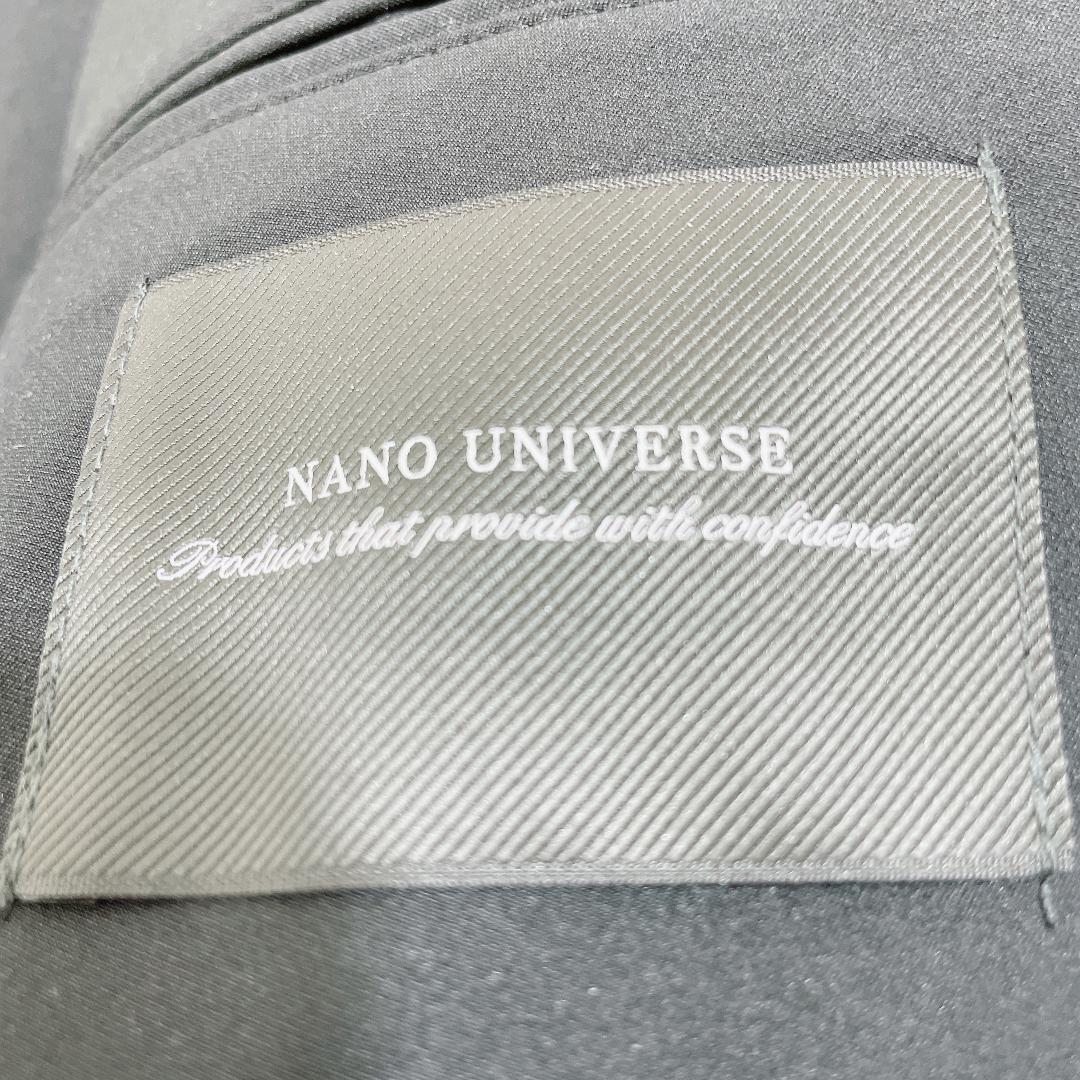 NANO UNIVERSE
Products that provide with confidence